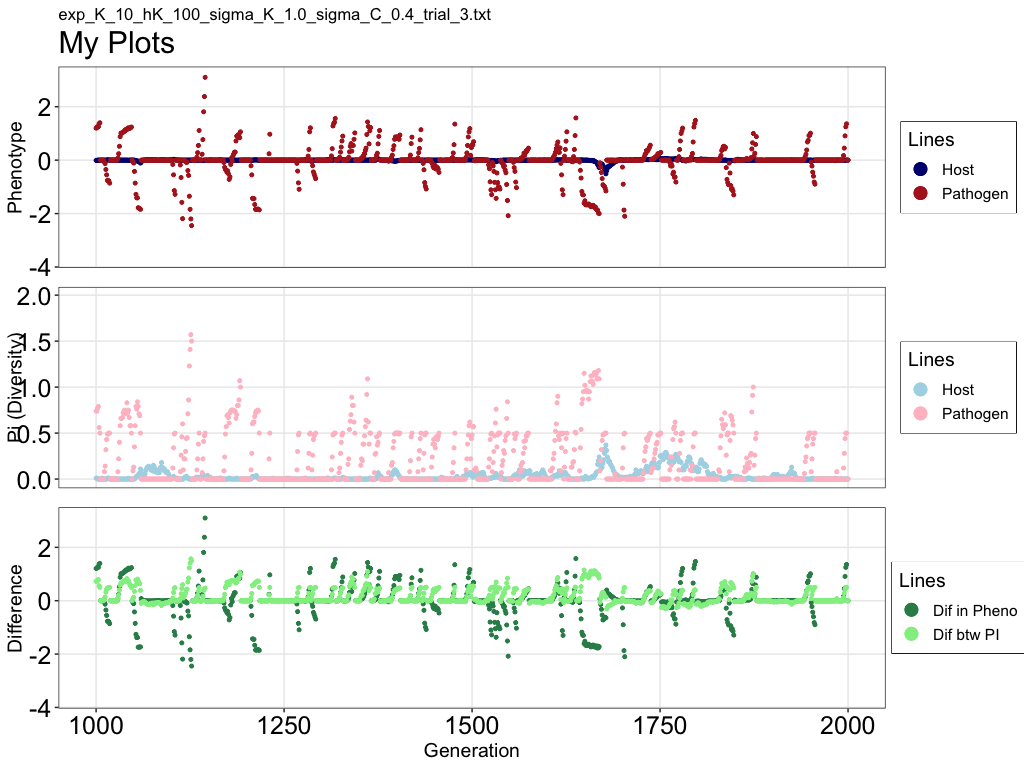 exp_K_10_hK_100_sigma_K_1.0_sigma_C_0.4_trial_3.txt
My Plots
Phenotype
2
0
-2
-4
Lines
Host
Pathogen
Pi (Diversity)
2.0
1.5
1.0
0.5
0.0
Lines
Host
Pathogen
Difference
2
0
-2
-4
Lines
Dif in Pheno
Dif btw PI
1000 1250 1500 1750 2000
Generation